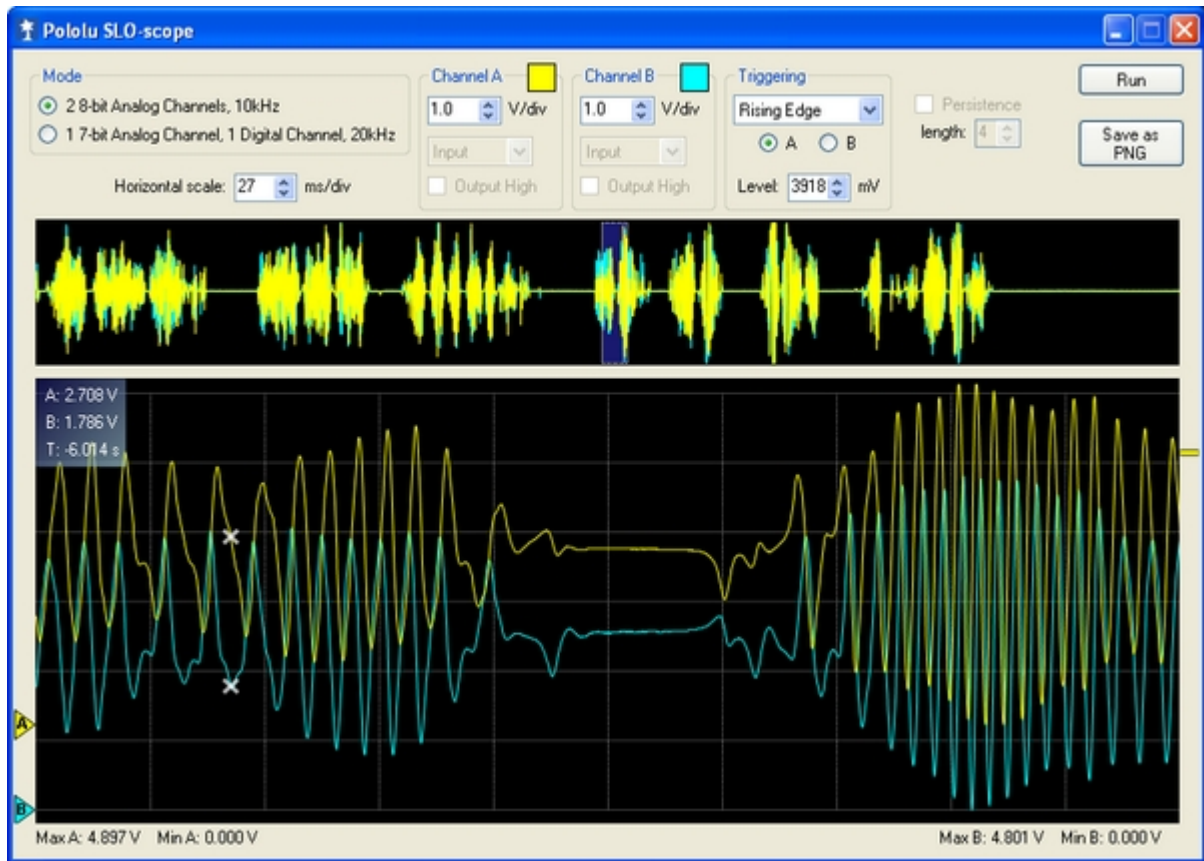 Pololu SLO-scope
Mode
2 8-bit Analog Channels, 10kHz
1 7-bit Analog Channel, 1 Digital Channel, 20kHz
Horizontal scale: 27 ms/div
Channel A
1.0 V/div
Input
Output High
Channel B
1.0 V/div
Input
Output High
Triggering
Rising Edge
A B
Level: 3918 mV
Persistence
length: 4
Run
Save as
PNG
A: 2.708 V
B: 1.786 V
T: -6.014 s
A
B
Max A: 4.897 V Min A: 0.000 V
Max B: 4.801 V Min B: 0.000 V